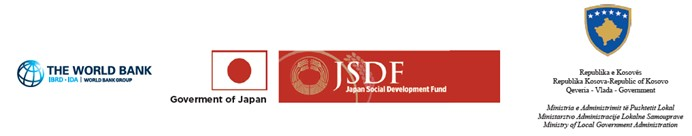 THE WORLD BANK
IBRD • IDA | WORLD BANK GROUP
Goverment of Japan
JSDF
Japan Social Development Fund
Republika e Kosovës
Republika Kosova-Republic of Kosovo
Qeveria - Vlada - Government
Ministria e Administrimit të Pushtetit Lokal
Ministarstvo Administracije Lokalne Samouprave
Ministry of Local Government Administration